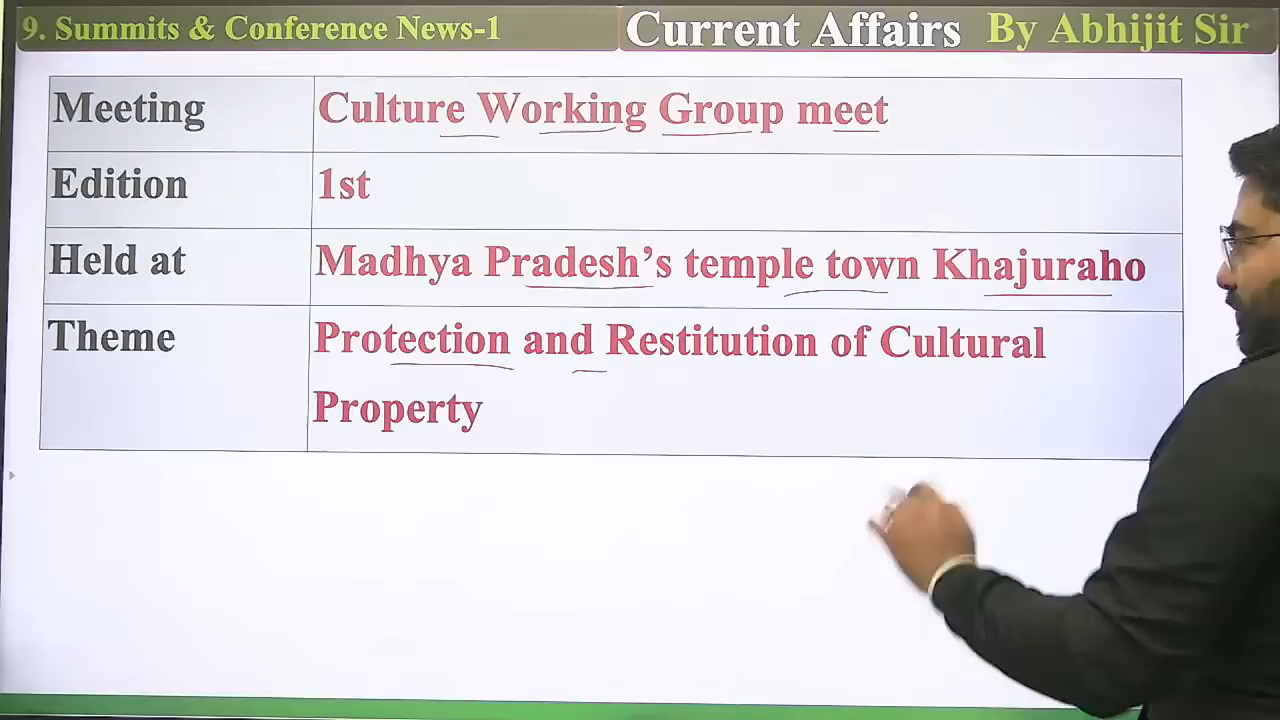 9. Summits & Conference News-1
Current Affairs By Abhijit Sir
Meeting
Culture Working Group meet
Edition
1st
Held at
Madhya Pradesh’s temple town Khajuraho
Theme
Protection and Restitution of Cultural
Property